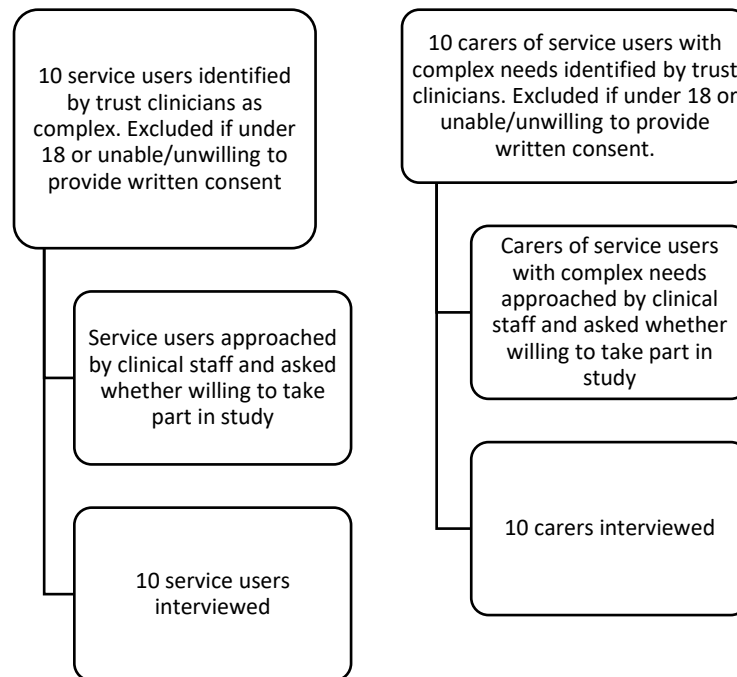 10 service users identified
by trust clinicians as
complex. Excluded if under
18 or unable/unwilling to
provide written consent
Service users approached
by clinical staff and asked
whether willing to take
part in study
10 service users
interviewed
10 carers of service users with
complex needs identified by trust
clinicians. Excluded if under 18 or
unable/unwilling to provide
written consent.
Carers of service users
with complex needs
approached by clinical
staff and asked whether
willing to take part in
study
10 carers interviewed